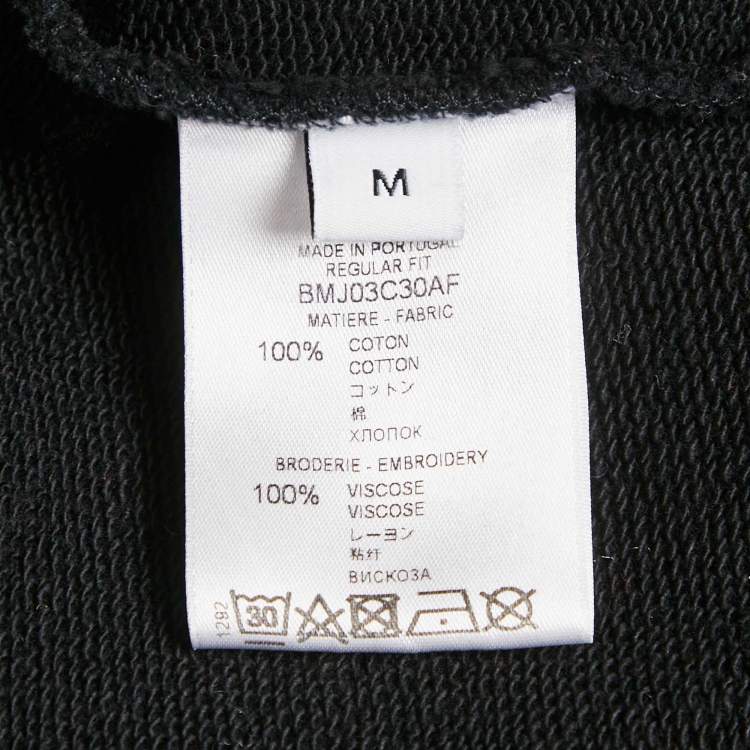 M
MADE IN PORTUGAL
REGULAR FIT
BMJ03C30AF
MATIERE - FABRIC
100% COTON
COTTON
コットン
棉
ХЛОПОК
BRODERIE - EMBROIDERY
100% VISCOSE
VISCOSE
レーヨン
粘纤
ВИСКОЗА
1292
30